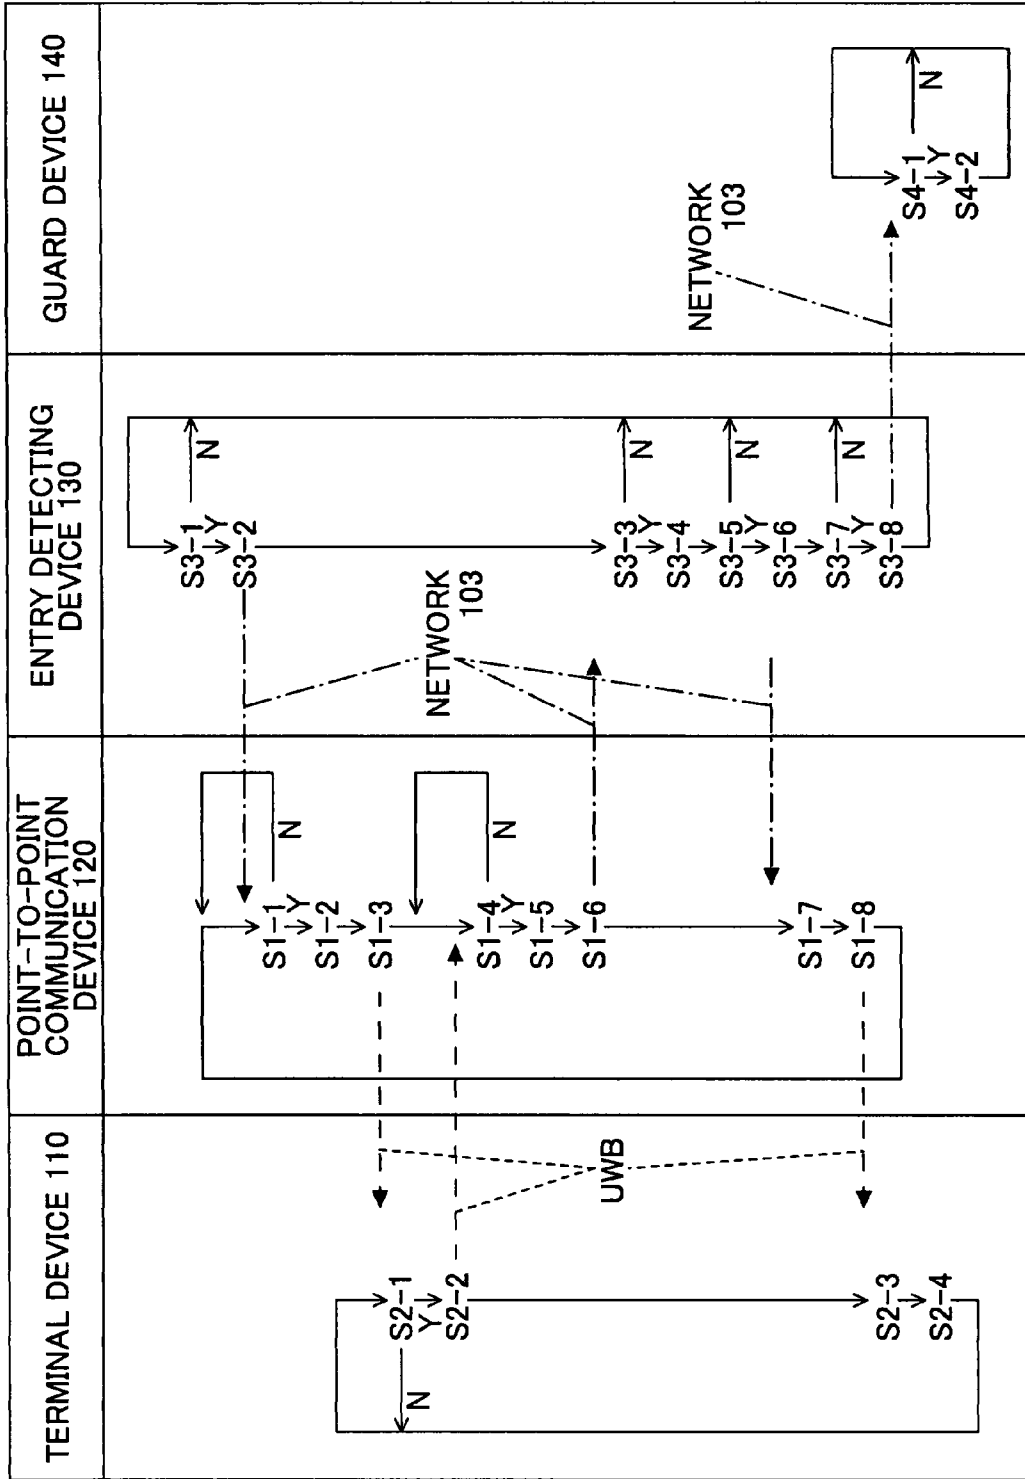 TERMINAL DEVICE 110
POINT-TO-POINT
COMMUNICATION
DEVICE 120
ENTRY DETECTING
DEVICE 130
GUARD DEVICE 140
S2-1
Y
N
S2-2
S2-3
S2-4
UWB
S1-1
Y
N
S1-2
S1-3
S1-4
Y
N
S1-5
S1-6
S1-7
S1-8
NETWORK
103
S3-1
Y
N
S3-2
S3-3
Y
N
S3-4
S3-5
Y
N
S3-6
S3-7
Y
N
S3-8
NETWORK
103
S4-1
Y
N
S4-2